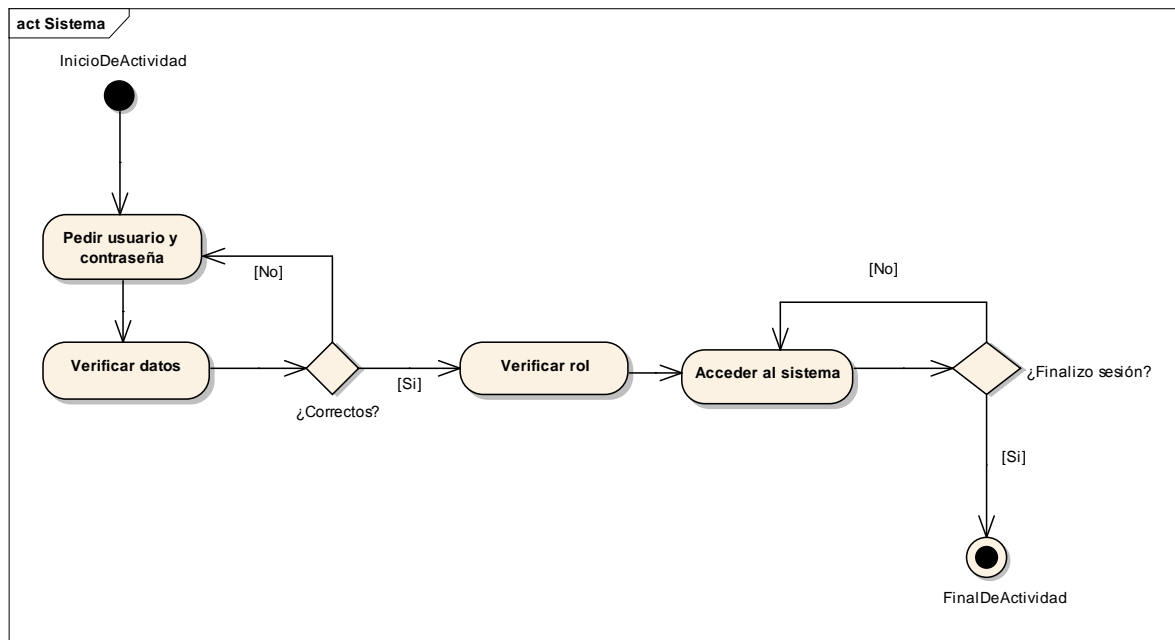 act Sistema
InicioDeActividad
Pedir usuario y
contraseña
[No]
Verificar datos
¿Correctos?
[Si]
Verificar rol
Acceder al sistema
[No]
¿Finalizo sesión?
[Si]
FinalDeActividad